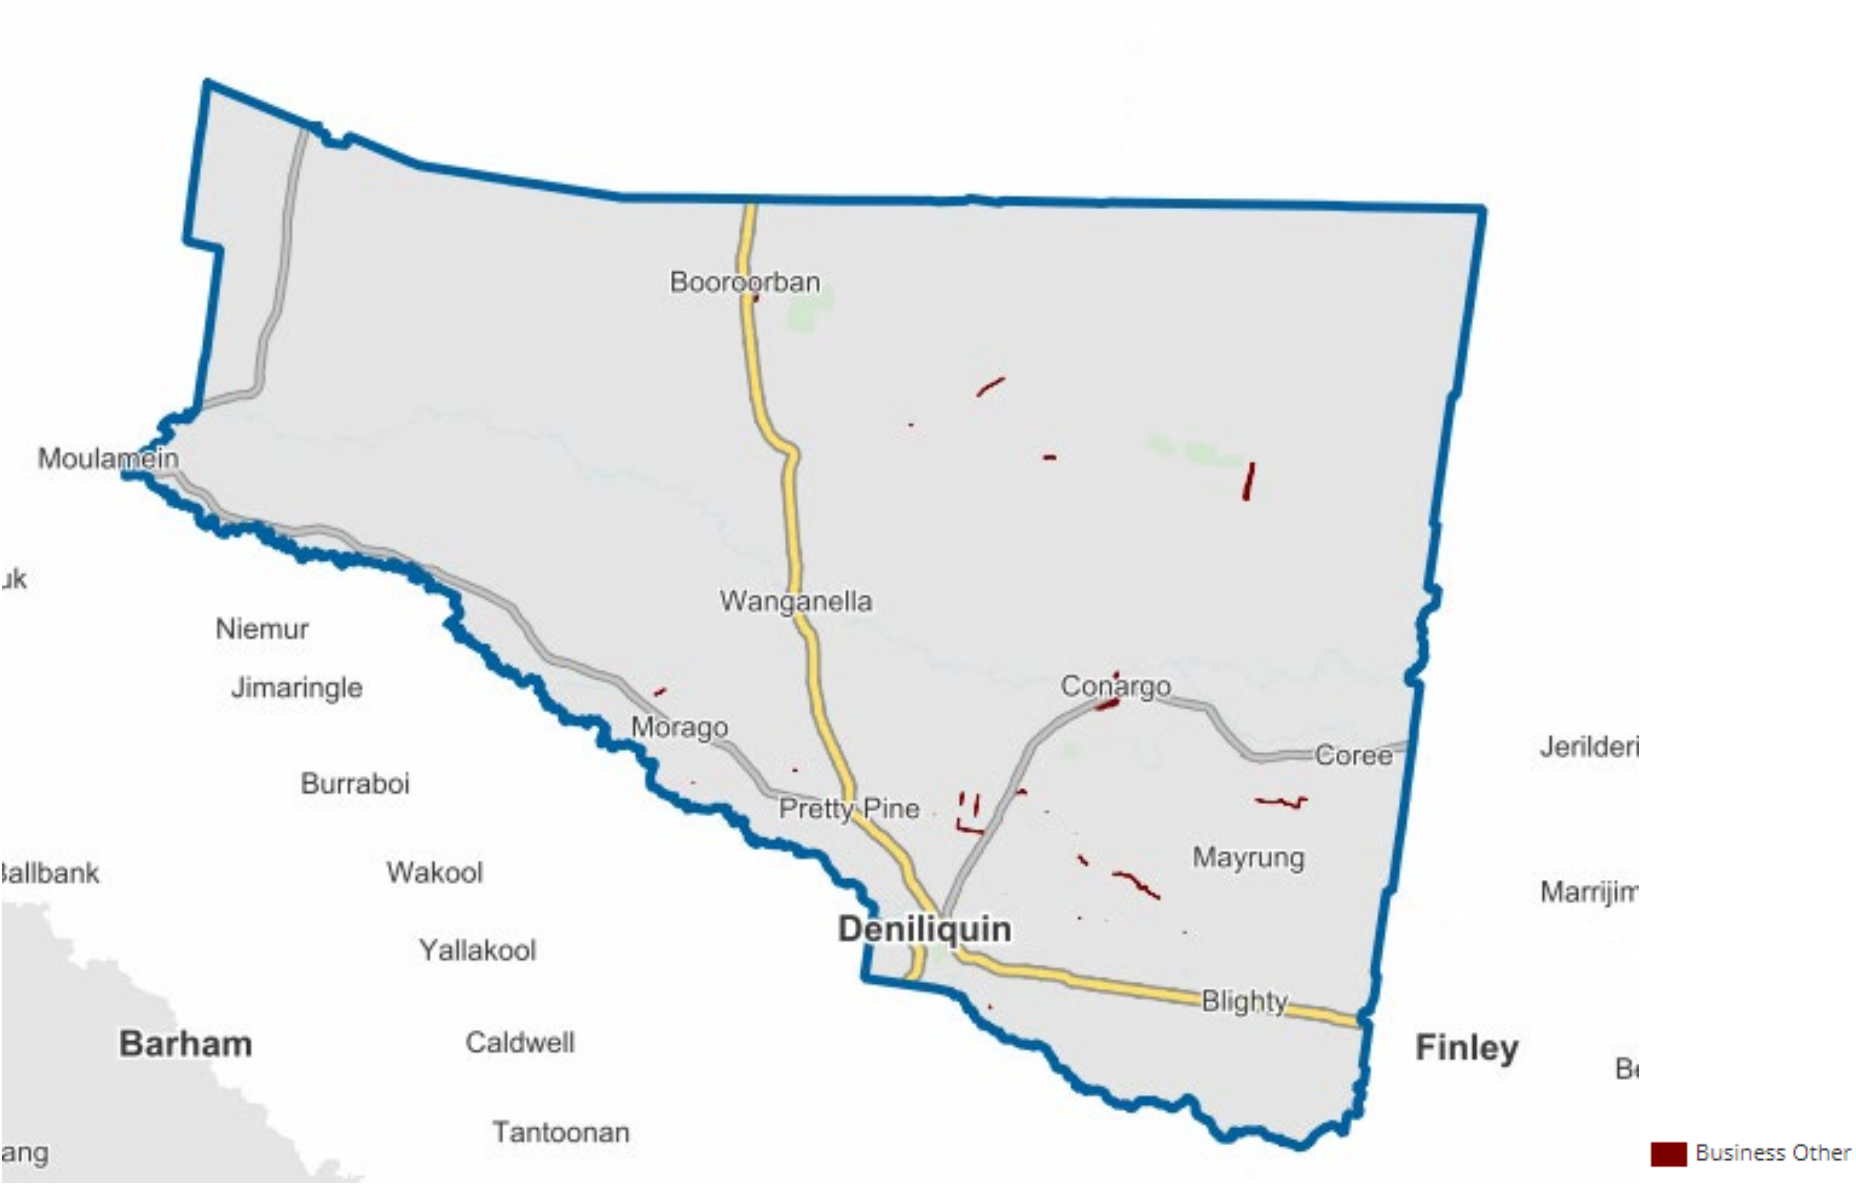 Booroorban
Moulamein
uk
Wanganella
Niemur
Jimaringle
Conargo
Morago
Jerilderi
Coree
Burraboi
Pretty Pine
Mayrung
Ballbank
Wakool
Marrijim
Deniliquin
Yallakool
Blighty
Barham
Caldwell
Finley
Be
Tantoonan
ang
Business Other